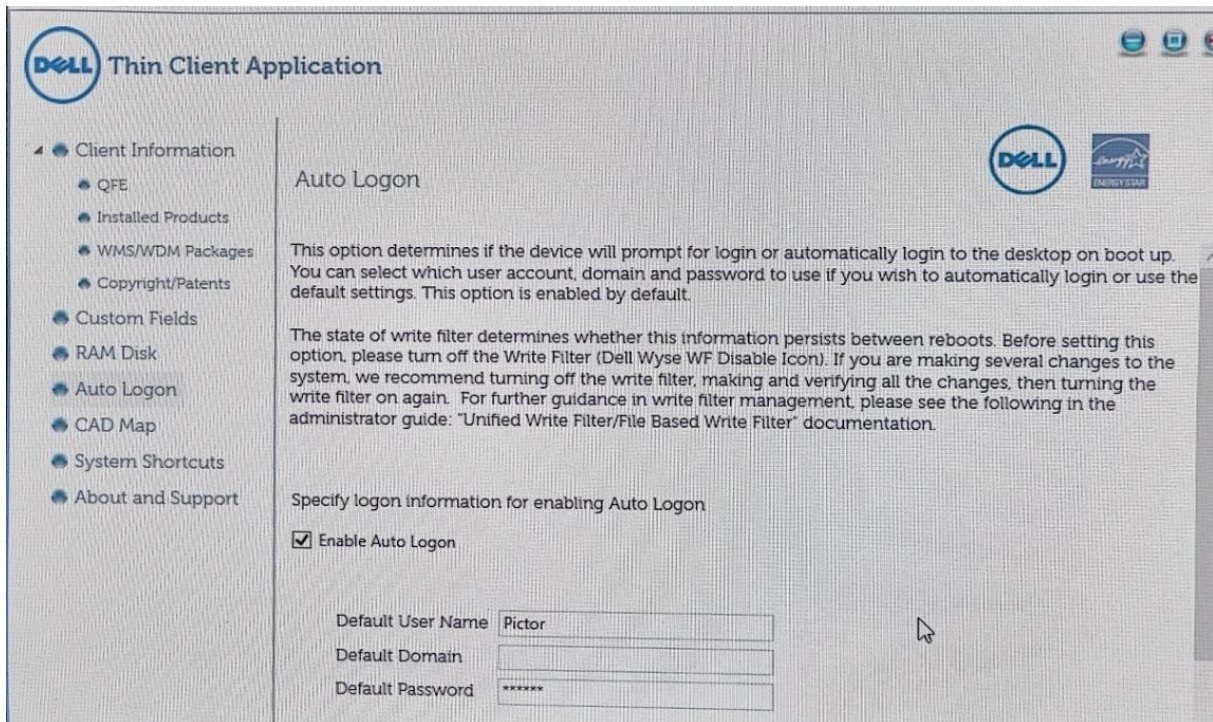 DELL Thin Client Application
Client Information
QFE
Installed Products
WMS/WDM Packages
Copyright/Patents
Custom Fields
RAM Disk
Auto Logon
CAD Map
System Shortcuts
About and Support
DELL
energy
ENERGY STAR
Auto Logon
This option determines if the device will prompt for login or automatically login to the desktop on boot up.
You can select which user account, domain and password to use if you wish to automatically login or use the
default settings. This option is enabled by default.
The state of write filter determines whether this information persists between reboots. Before setting this
option, please turn off the Write Filter (Dell Wyse WF Disable Icon). If you are making several changes to the
system, we recommend turning off the write filter, making and verifying all the changes, then turning the
write filter on again. For further guidance in write filter management, please see the following in the
administrator guide: "Unified Write Filter/File Based Write Filter" documentation.
Specify logon information for enabling Auto Logon
Enable Auto Logon
Default User Name Pictor
Default Domain
Default Password ******